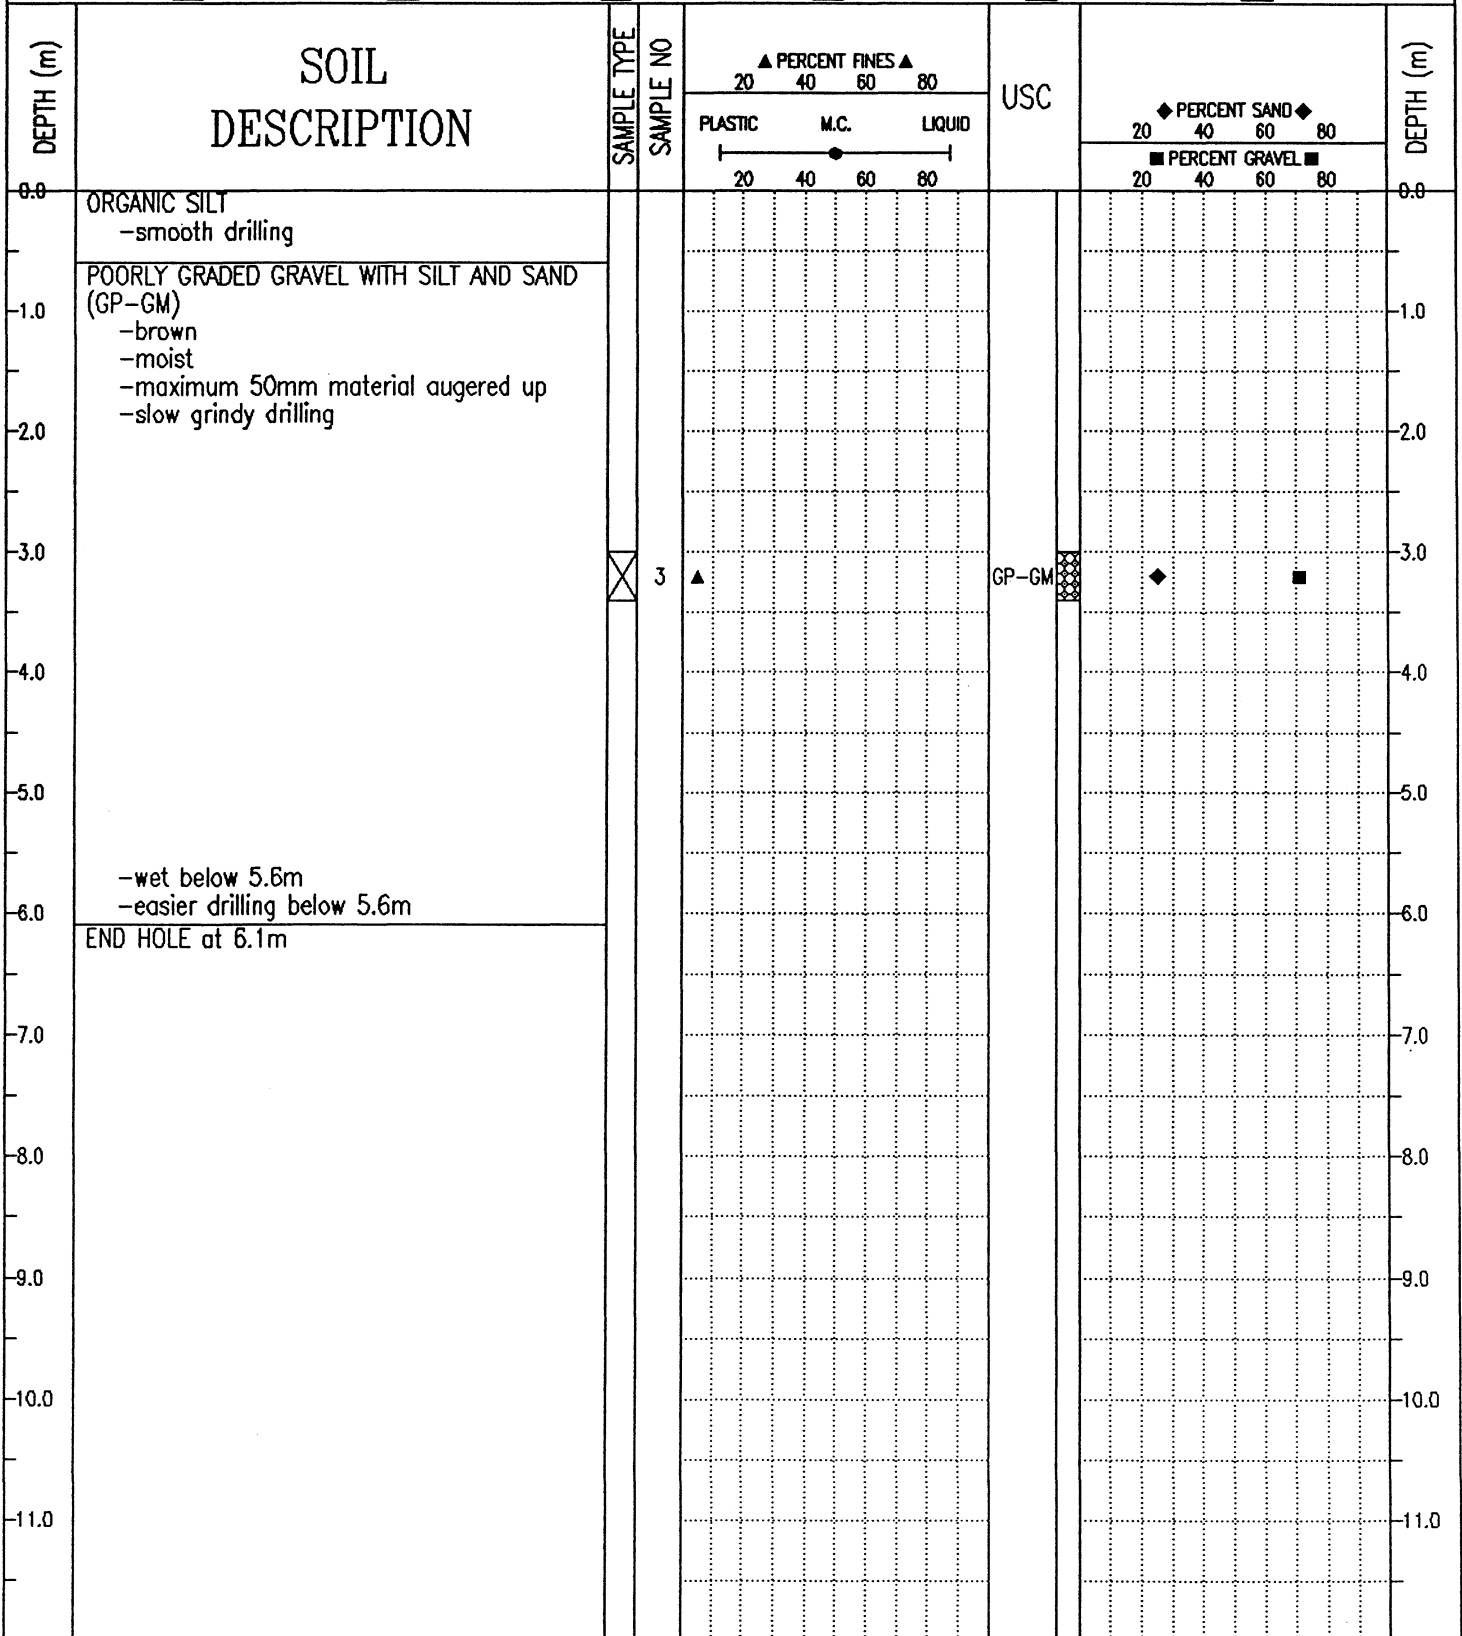 DEPTH (m)
SOIL
DESCRIPTION
SAMPLE TYPE
SAMPLE NO
▲ PERCENT FINES ▲
20 40 60 80
PLASTIC M.C. LIQUID
20 40 60 80
USC
◆ PERCENT SAND ◆
20 40 60 80
■ PERCENT GRAVEL ■
20 40 60 80
DEPTH (m)
0.0 0.0
ORGANIC SILT
-smooth drilling
POORLY GRADED GRAVEL WITH SILT AND SAND
(GP-GM)
1.0 1.0
-brown
-moist
-maximum 50mm material augered up
-slow grindy drilling
2.0 2.0
3.0 3.0
3 GP-GM
4.0 4.0
5.0 5.0
-wet below 5.6m
-easier drilling below 5.6m
6.0 6.0
END HOLE at 6.1m
7.0 7.0
8.0 8.0
9.0 9.0
10.0 10.0
11.0 11.0